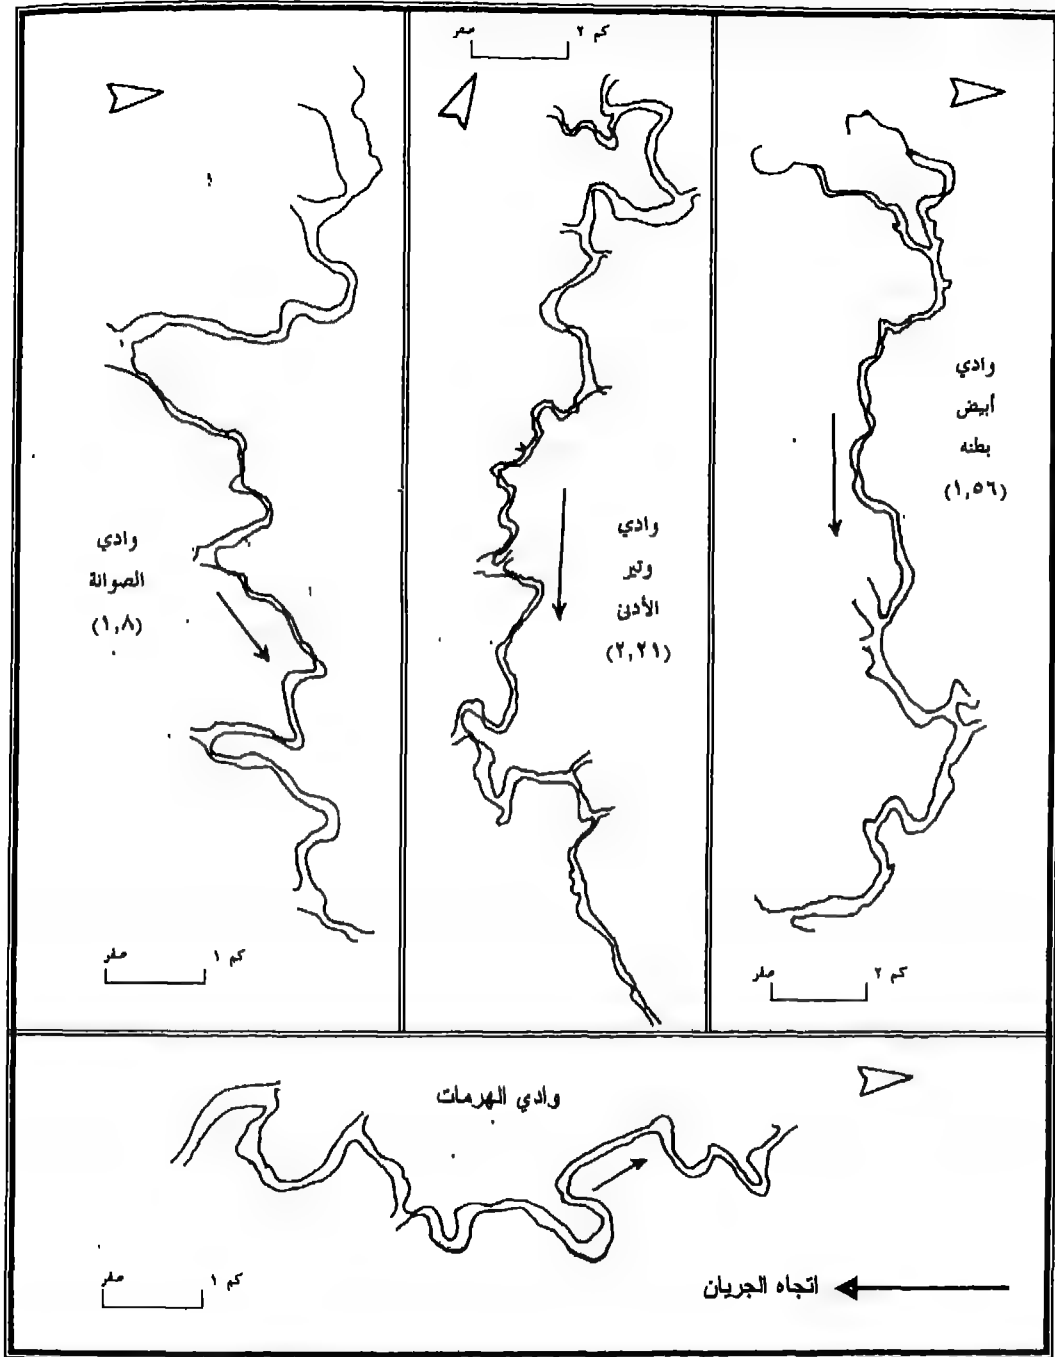 صفر كم ٢
وادي
أبيض
بطنه
(١,٥٦)
صفر كم ٢
وادي
وتير
الأدنى
(٢,٢١)
وادي
الصوانة
(١,٨)
صفر كم ١
وادي الهرمات
صفر كم ١
اتجاه الجريان